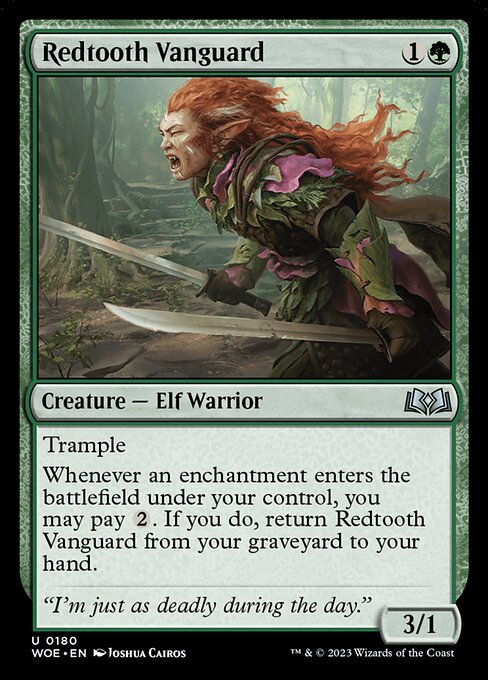 Redtooth Vanguard 1
Creature — Elf Warrior
Trample
Whenever an enchantment enters the
battlefield under your control, you
may pay 2. If you do, return Redtooth
Vanguard from your graveyard to your
hand.
“I’m just as deadly during the day.”
3/1
U 0180
WOE • EN Joshua Cairos
™ & © 2023 Wizards of the Coast